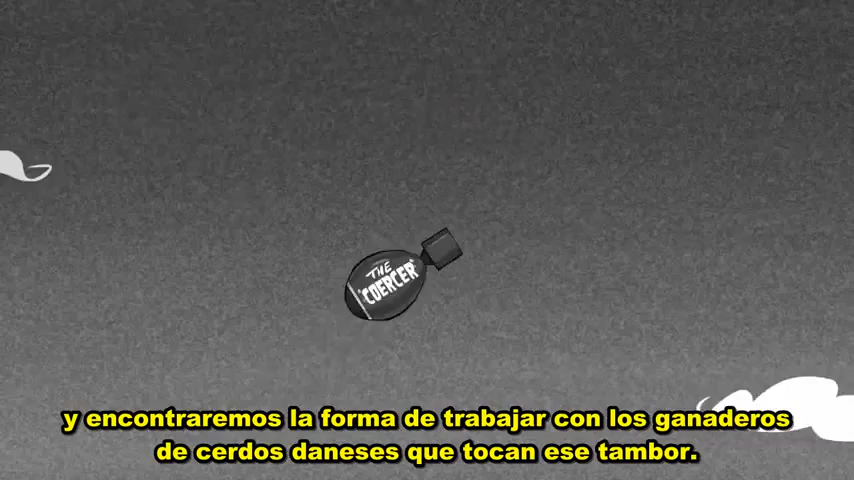 THE
"COERCER"
y encontraremos la forma de trabajar con los ganaderos
de cerdos daneses que tocan ese tambor.